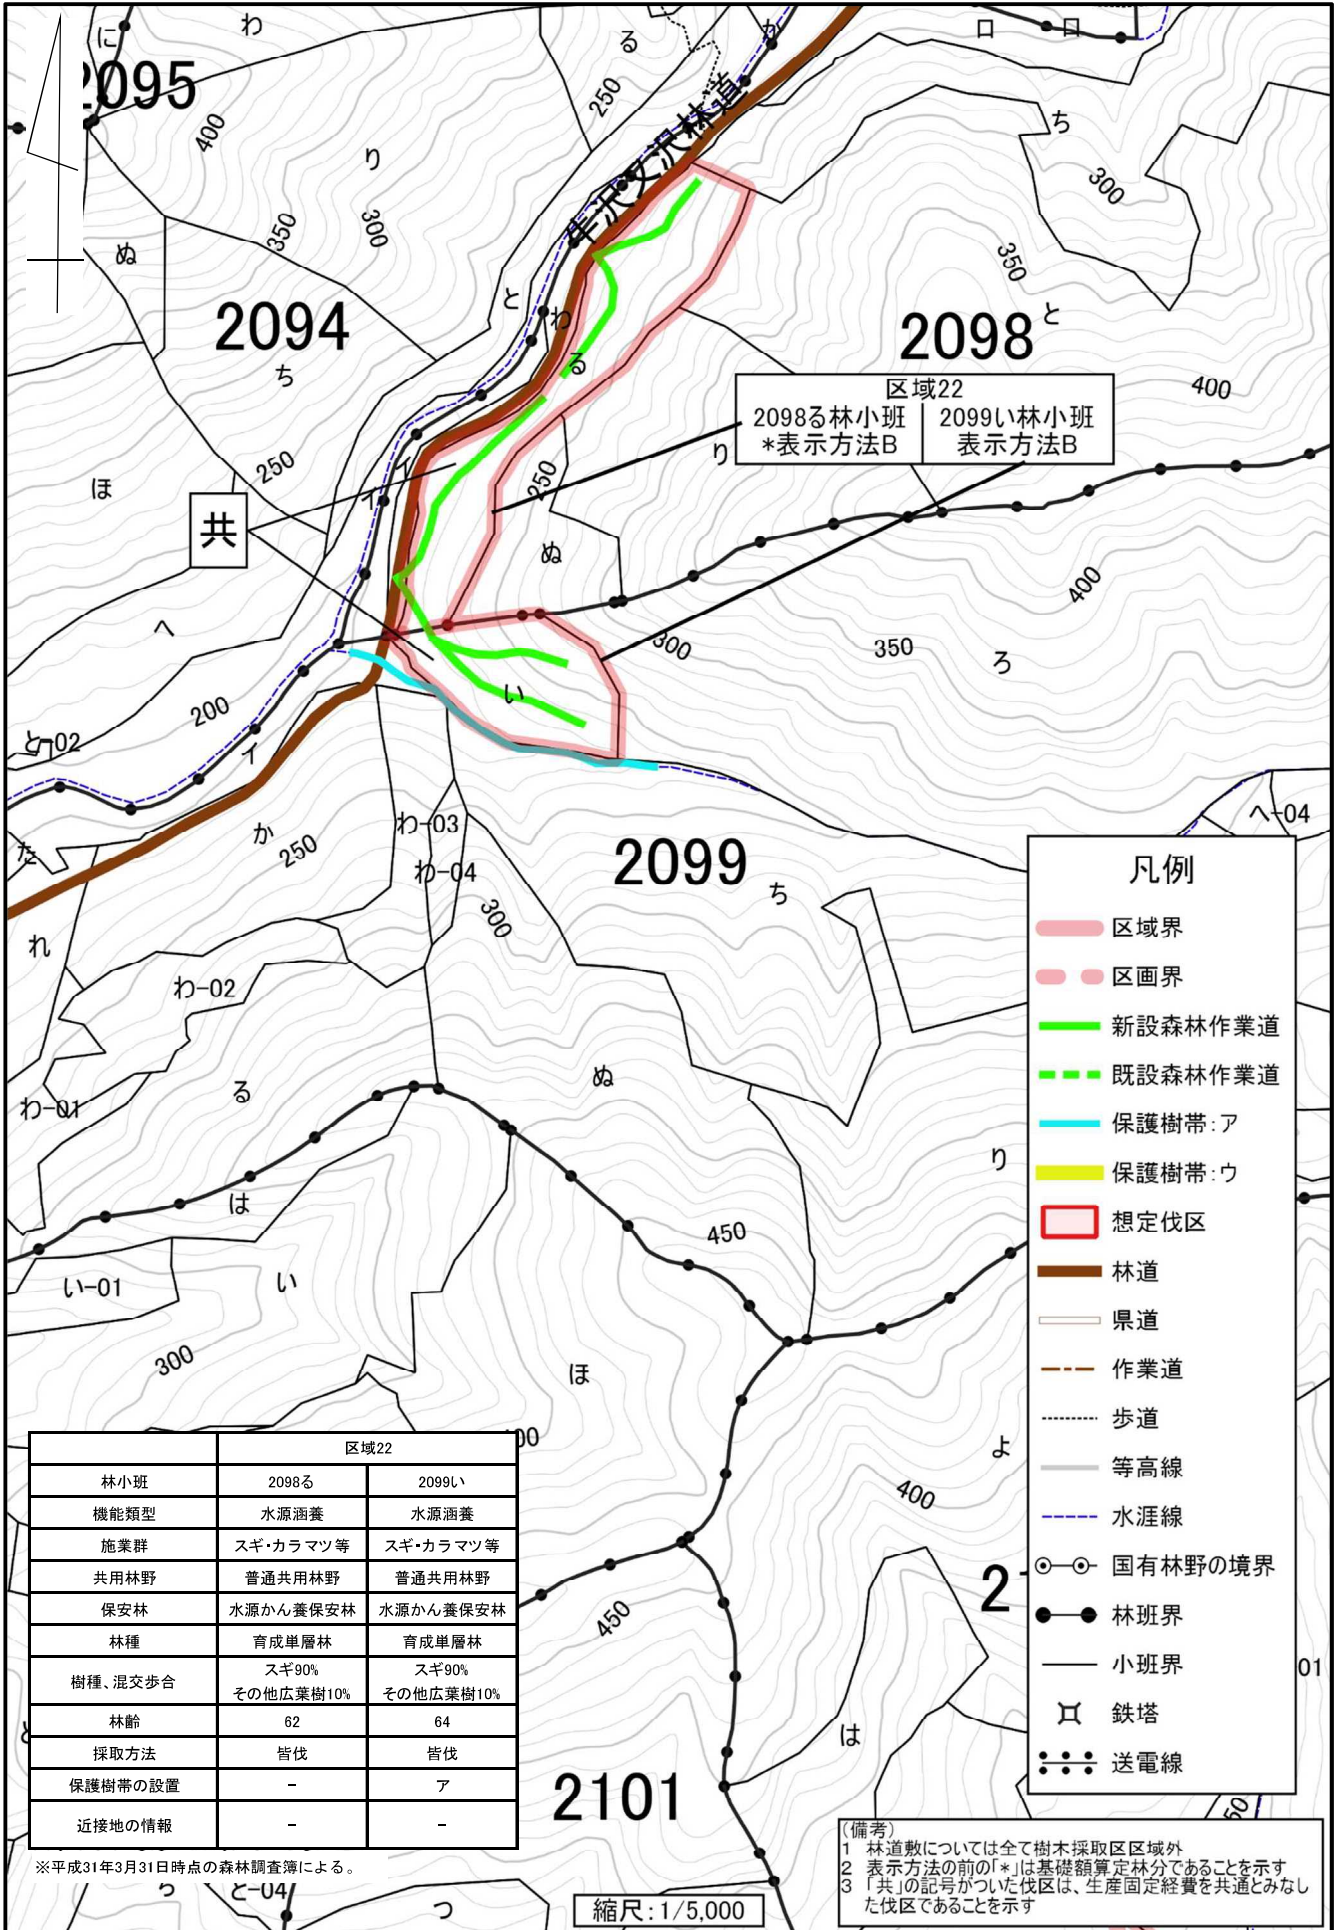 に
わ
る
か
ロ
ロ
2095
250
400
り
ち
300
350
300
ぬ
350
と
と
2094
わ
2098
る
ち
400
区域22
2098る林小班
*表示方法B
2099い林小班
表示方法B
り
250
イ
ほ
250
イ
共
ぬ
400
へ
300
350
ろ
い
200
と-02
イ
へ-04
か
わ-03
250
た
わ-04
2099
ち
300
れ
わ-02
ぬ
る
わ-01
り
は
450
い-01
い
300
ほ
よ
400
450
は
01
2101
凡例
区域界
区画界
新設森林作業道
既設森林作業道
保護樹帯:ア
保護樹帯:ウ
想定伐区
林道
県道
作業道
歩道
等高線
水涯線
国有林野の境界
林班界
小班界
鉄塔
送電線
区域22
林小班 2098る 2099い
機能類型 水源涵養 水源涵養
施業群 スギ・カラマツ等 スギ・カラマツ等
共用林野 普通共用林野 普通共用林野
保安林 水源かん養保安林 水源かん養保安林
林種 育成単層林 育成単層林
樹種、混交歩合 スギ90% スギ90%
その他広葉樹10% その他広葉樹10%
林齢 62 64
採取方法 皆伐 皆伐
保護樹帯の設置 - ア
近接地の情報 - -
※平成31年3月31日時点の森林調査簿による。
ら
と-04
つ
縮尺:1/5,000
(備考)
1 林道敷については全て樹木採取区区域外
2 表示方法の前の「*」は基礎額算定林分であることを示す
3 「共」の記号がついた伐区は、生産固定経費を共通とみなし
た伐区であることを示す